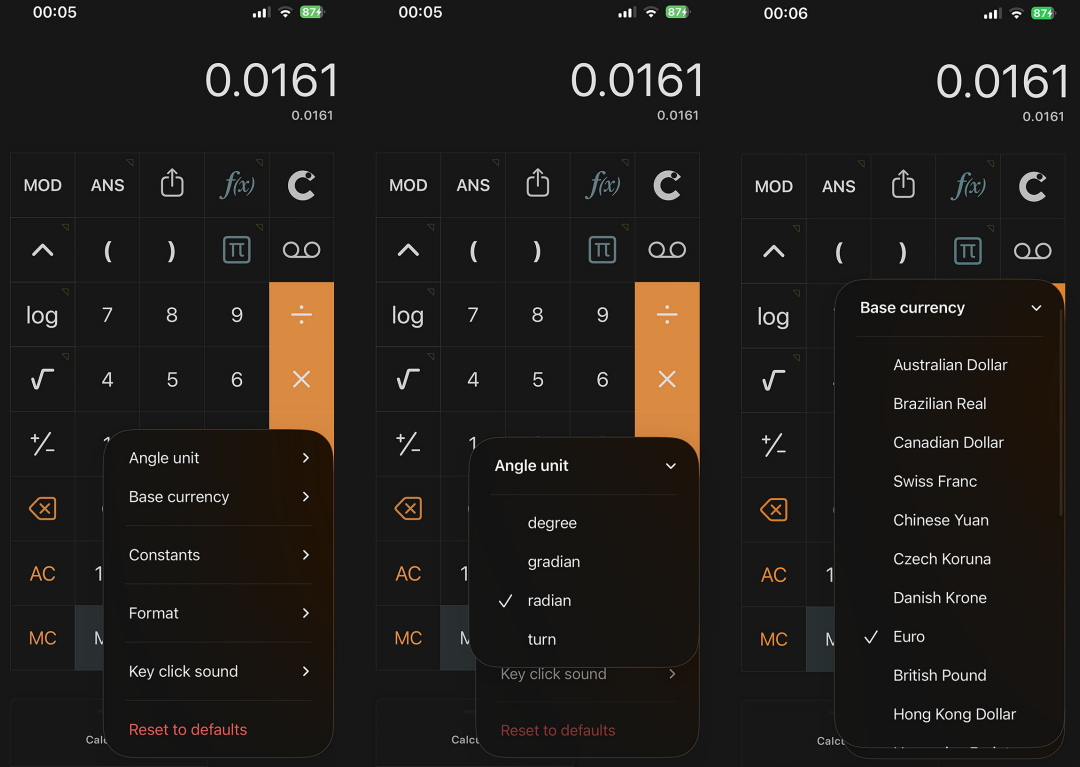 00:05
87
0.0161
0.0161
MOD ANS f(x) C
( ) π
log 7 8 9 ÷
√ 4 5 6 ×
+/-
AC 1
MC M
Angle unit
Base currency
Constants
Format
Key click sound
Reset to defaults
00:05
87
0.0161
0.0161
MOD ANS f(x) C
( ) π
log 7 8 9 ÷
√ 4 5 6 ×
+/-
AC 1
MC M
Angle unit
degree
gradian
radian
turn
Key click sound
Reset to defaults
00:06
87
0.0161
0.0161
MOD ANS f(x) C
( ) π
log
√
+/-
AC 1
MC M
Base currency
Australian Dollar
Brazilian Real
Canadian Dollar
Swiss Franc
Chinese Yuan
Czech Koruna
Danish Krone
Euro
British Pound
Hong Kong Dollar